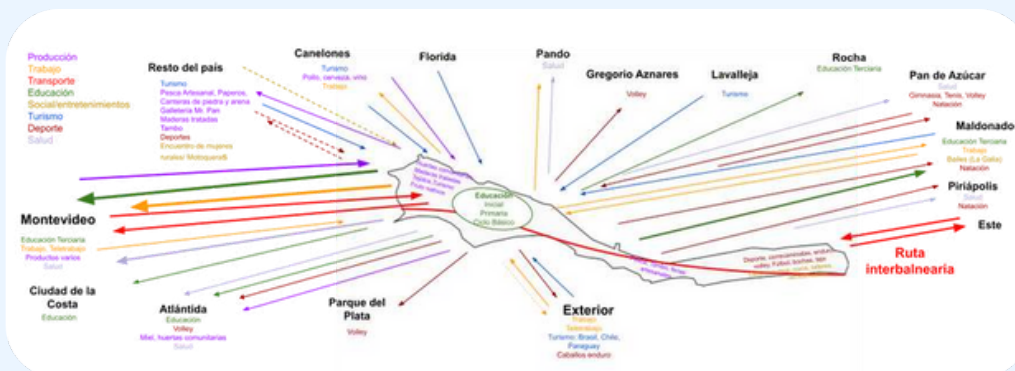 Producción
Trabajo
Transporte
Educación
Social/entretenimientos
Turismo
Deporte
Salud
Resto del país
Turismo
Pesca Artesanal, Paperos,
Canteras de piedra y arena
Galletería Mr. Pan
Maderas tratadas
Tambo
Deportes
Encuentro de mujeres
rurales/ Motoquera$
Canelones
Turismo
Pollo, cerveza, vino
Trabajo
Florida
Pando
Salud
Gregorio Aznares
Volley
Lavalleja
Turismo
Rocha
Educación Terciaria
Pan de Azúcar
Salud
Gimnasia, Tenis, Volley
Natación
Maldonado
Educación Terciaria
Trabajo
Bailes (La Galia)
Natación
Piriápolis
Salud
Natación
Este
Ruta
interbalnearia
Montevideo
Educación Terciaria
Trabajo, Teletrabajo
Productos varios
Salud
Ciudad de la
Costa
Educación
Atlántida
Educación
Volley
Miel, huertas comunitarias
Salud
Parque del
Plata
Volley
Exterior
Trabajo
Teletrabajo
Turismo: Brasil, Chile,
Paraguay
Caballos enduro
Maderas tratadas
Educación
Inicial
Primaria
Ciclo Básico